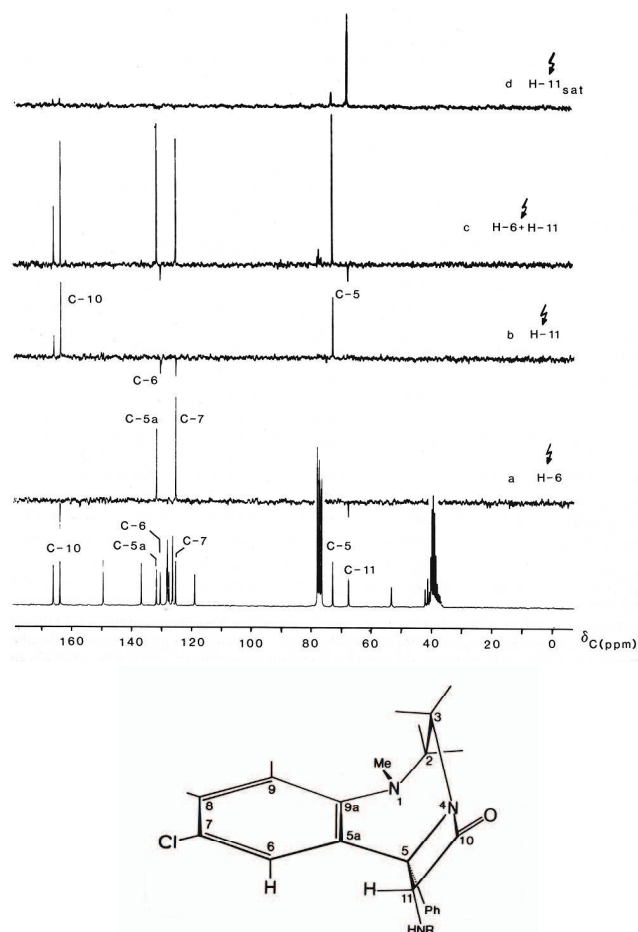 d H-11sat
c H-6+H-11
C-10
C-5
b H-11
C-6
C-5a
C-7
a H-6
C-10
C-6
C-5a
C-7
C-5
C-11
160 140 120 100 80 60 40 20 0
δC(ppm)
3
Me
2
N
1
9
4
N
8
9a
O
10
7
5a
Cl
6
5
H
H
11
Ph
HNR